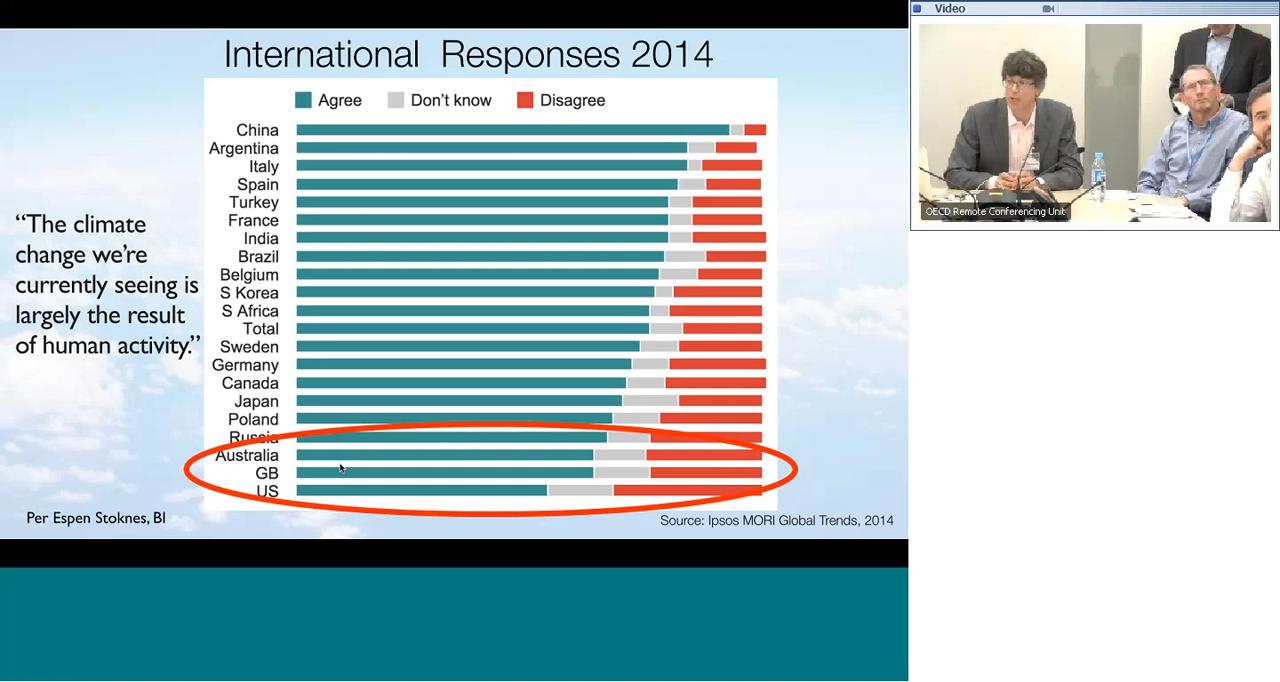 International Responses 2014
Agree Don't know Disagree
China
Argentina
Italy
Spain
Turkey
France
India
Brazil
Belgium
S Korea
S Africa
Total
Sweden
Germany
Canada
Japan
Poland
Russia
Australia
GB
US
“The climate
change we’re
currently seeing is
largely the result
of human activity.”
Per Espen Stoknes, BI
Source: Ipsos MORI Global Trends, 2014
Video
OECD Remote Conferencing Unit